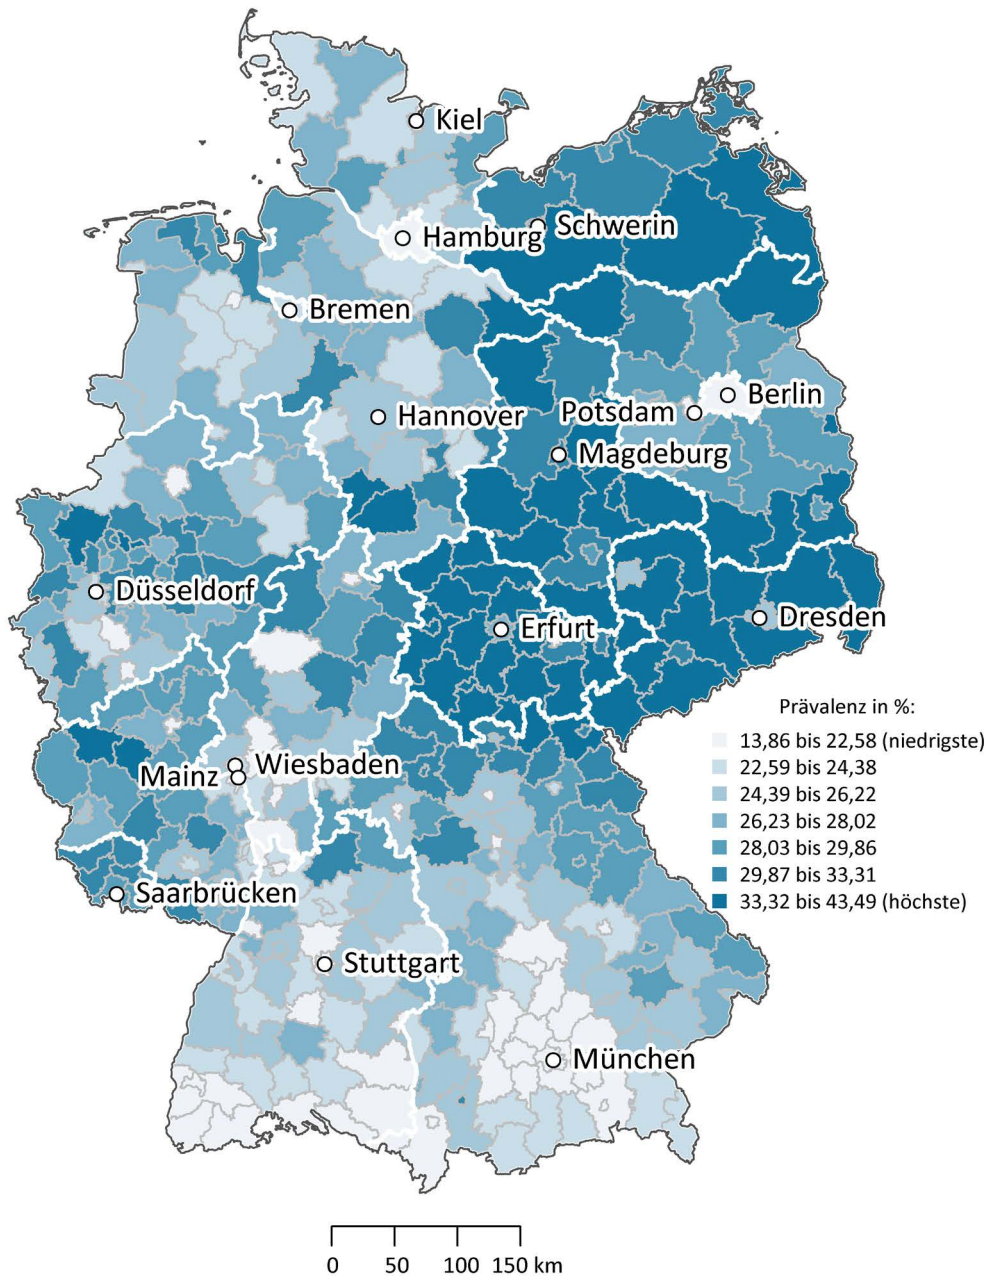 Kiel
Hamburg
Schwerin
Bremen
Berlin
Hannover
Potsdam
Magdeburg
Düsseldorf
Erfurt
Dresden
Prävalenz in %:
13,86 bis 22,58 (niedrigste)
22,59 bis 24,38
24,39 bis 26,22
26,23 bis 28,02
28,03 bis 29,86
29,87 bis 33,31
33,32 bis 43,49 (höchste)
Wiesbaden
Mainz
Saarbrücken
Stuttgart
München
0 50 100 150 km